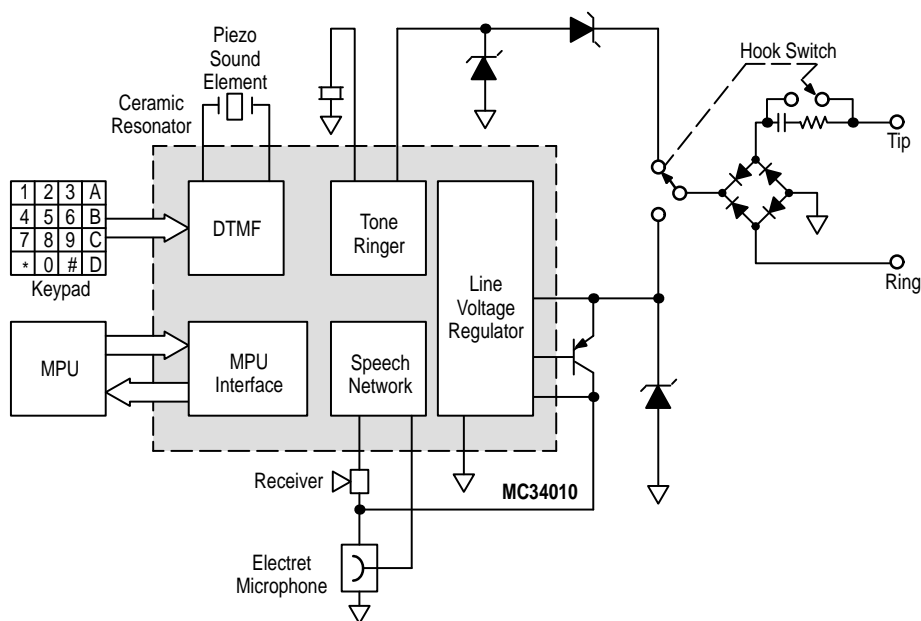 Piezo
Sound
Element
Ceramic
Resonator
Hook Switch
Tip
1 2 3 A
4 5 6 B
7 8 9 C
* 0 # D
Keypad
DTMF
Tone
Ringer
Line
Voltage
Regulator
Ring
MPU
MPU
Interface
Speech
Network
Receiver
MC34010
Electret
Microphone